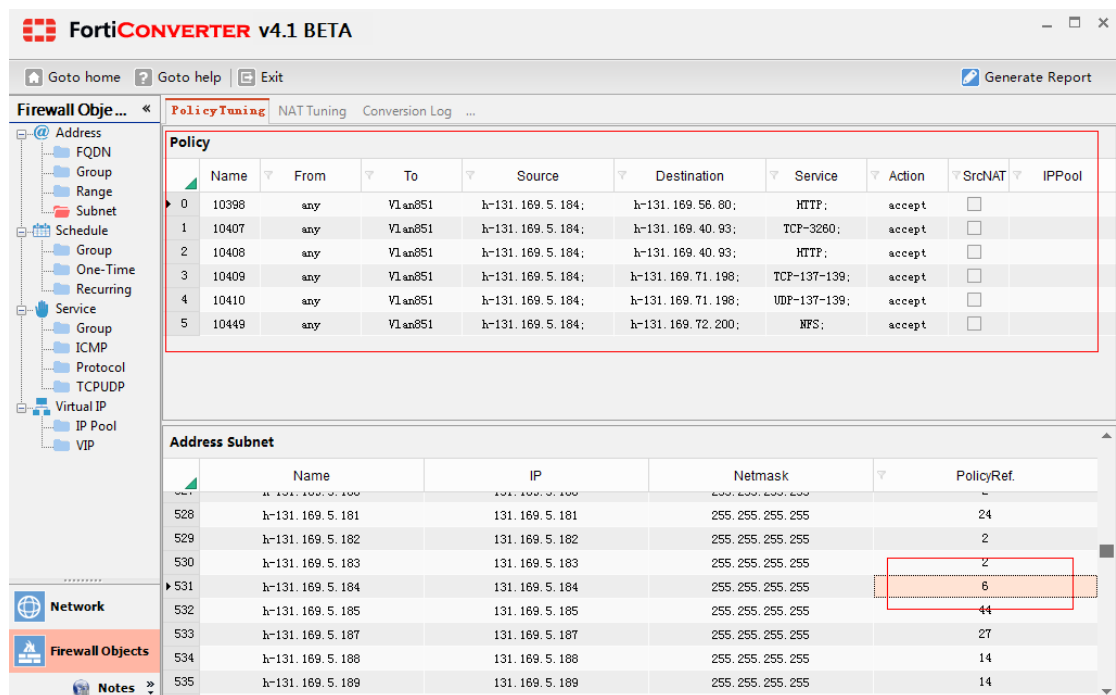 FortiCONVERTER v4.1 BETA
Goto home ? Goto help Exit Generate Report
Firewall Obje... «
Address
FQDN
Group
Range
Subnet
Schedule
Group
One-Time
Recurring
Service
Group
ICMP
Protocol
TCPUDP
Virtual IP
IP Pool
VIP
Network
Firewall Objects
Notes »
PolicyTuning NAT Tuning Conversion Log ...
Policy
Name From To Source Destination Service Action SrcNAT IPPool
0 10398 any Vlan851 h-131.169.5.184; h-131.169.56.80; HTTP; accept
1 10407 any Vlan851 h-131.169.5.184; h-131.169.40.93; TCP-3260; accept
2 10408 any Vlan851 h-131.169.5.184; h-131.169.40.93; HTTP; accept
3 10409 any Vlan851 h-131.169.5.184; h-131.169.71.198; TCP-137-139; accept
4 10410 any Vlan851 h-131.169.5.184; h-131.169.71.198; UDP-137-139; accept
5 10449 any Vlan851 h-131.169.5.184; h-131.169.72.200; NFS; accept
Address Subnet
Name IP Netmask PolicyRef.
528 h-131.169.5.181 131.169.5.181 255.255.255.255 24
529 h-131.169.5.182 131.169.5.182 255.255.255.255 2
530 h-131.169.5.183 131.169.5.183 255.255.255.255 2
531 h-131.169.5.184 131.169.5.184 255.255.255.255 6
532 h-131.169.5.185 131.169.5.185 255.255.255.255 44
533 h-131.169.5.187 131.169.5.187 255.255.255.255 27
534 h-131.169.5.188 131.169.5.188 255.255.255.255 14
535 h-131.169.5.189 131.169.5.189 255.255.255.255 14